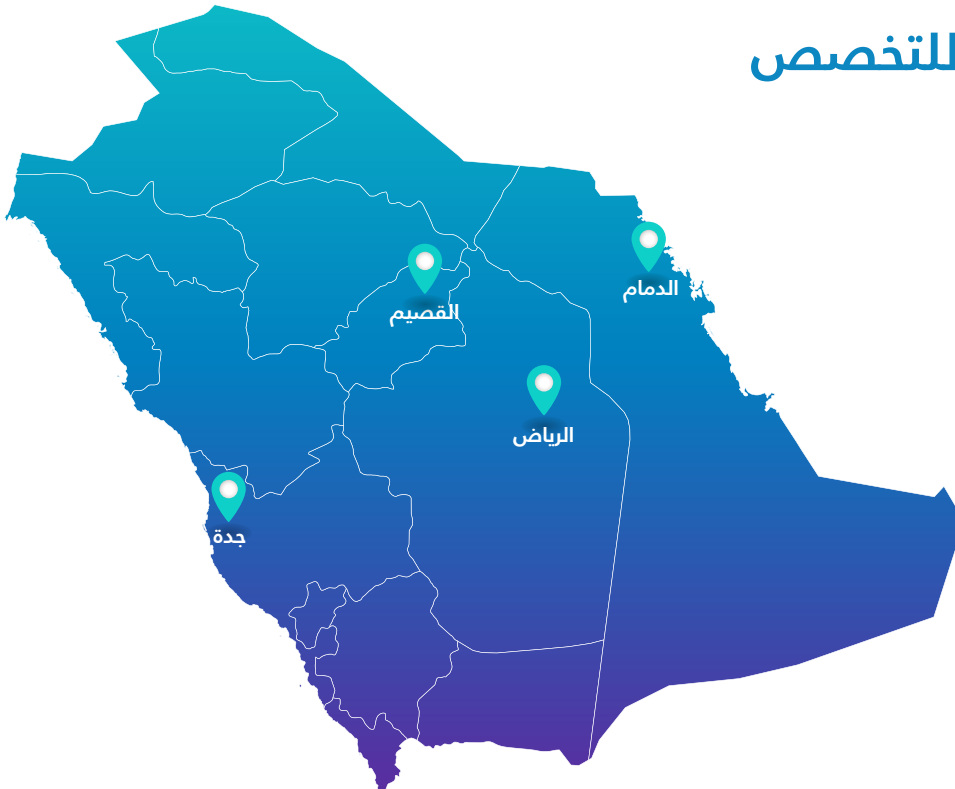 للتخصص
الدمام
القصيم
الرياض
جدة